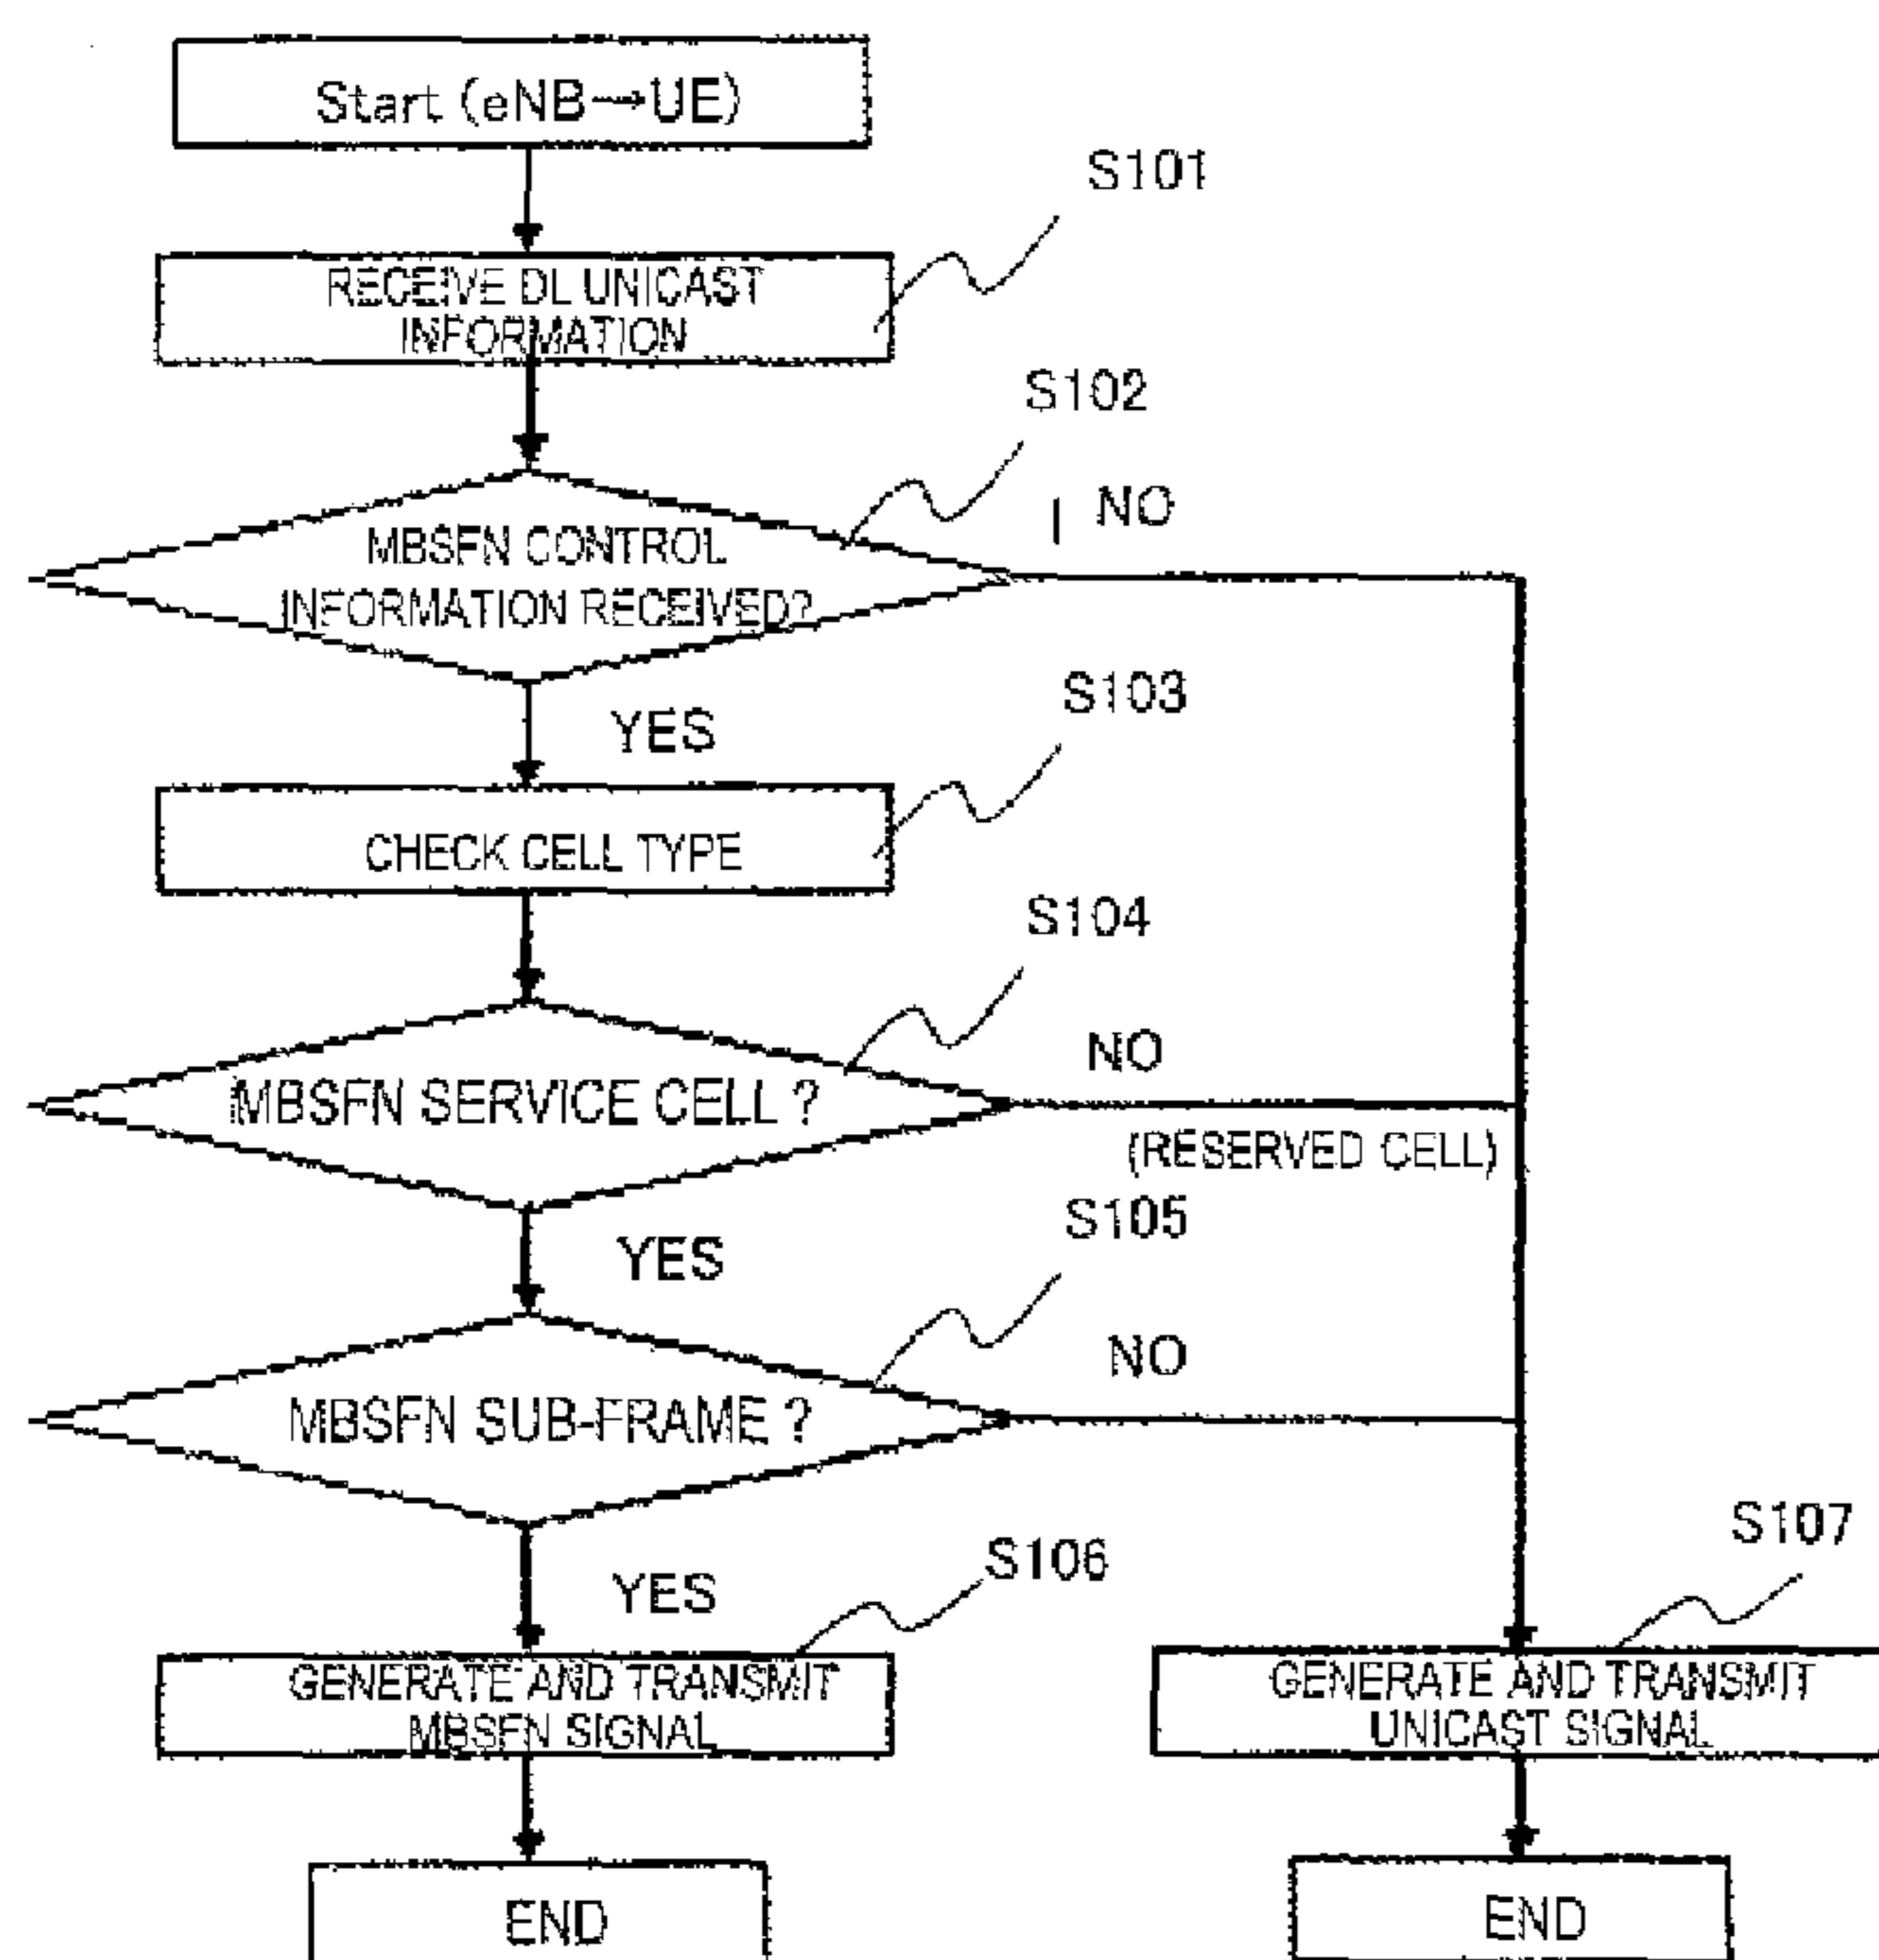 Start (eNB→UE)
S101
RECEIVE DL UNICAST
INFORMATION
S102
NO
MBSFN CONTROL
INFORMATION RECEIVED?
S103
YES
CHECK CELL TYPE
S104
NO
MBSFN SERVICE CELL ?
(RESERVED CELL)
S105
YES
NO
MBSFN SUB-FRAME ?
S107
S106
YES
GENERATE AND TRANSMIT
MBSFN SIGNAL
GENERATE AND TRANSMIT
UNICAST SIGNAL
END
END